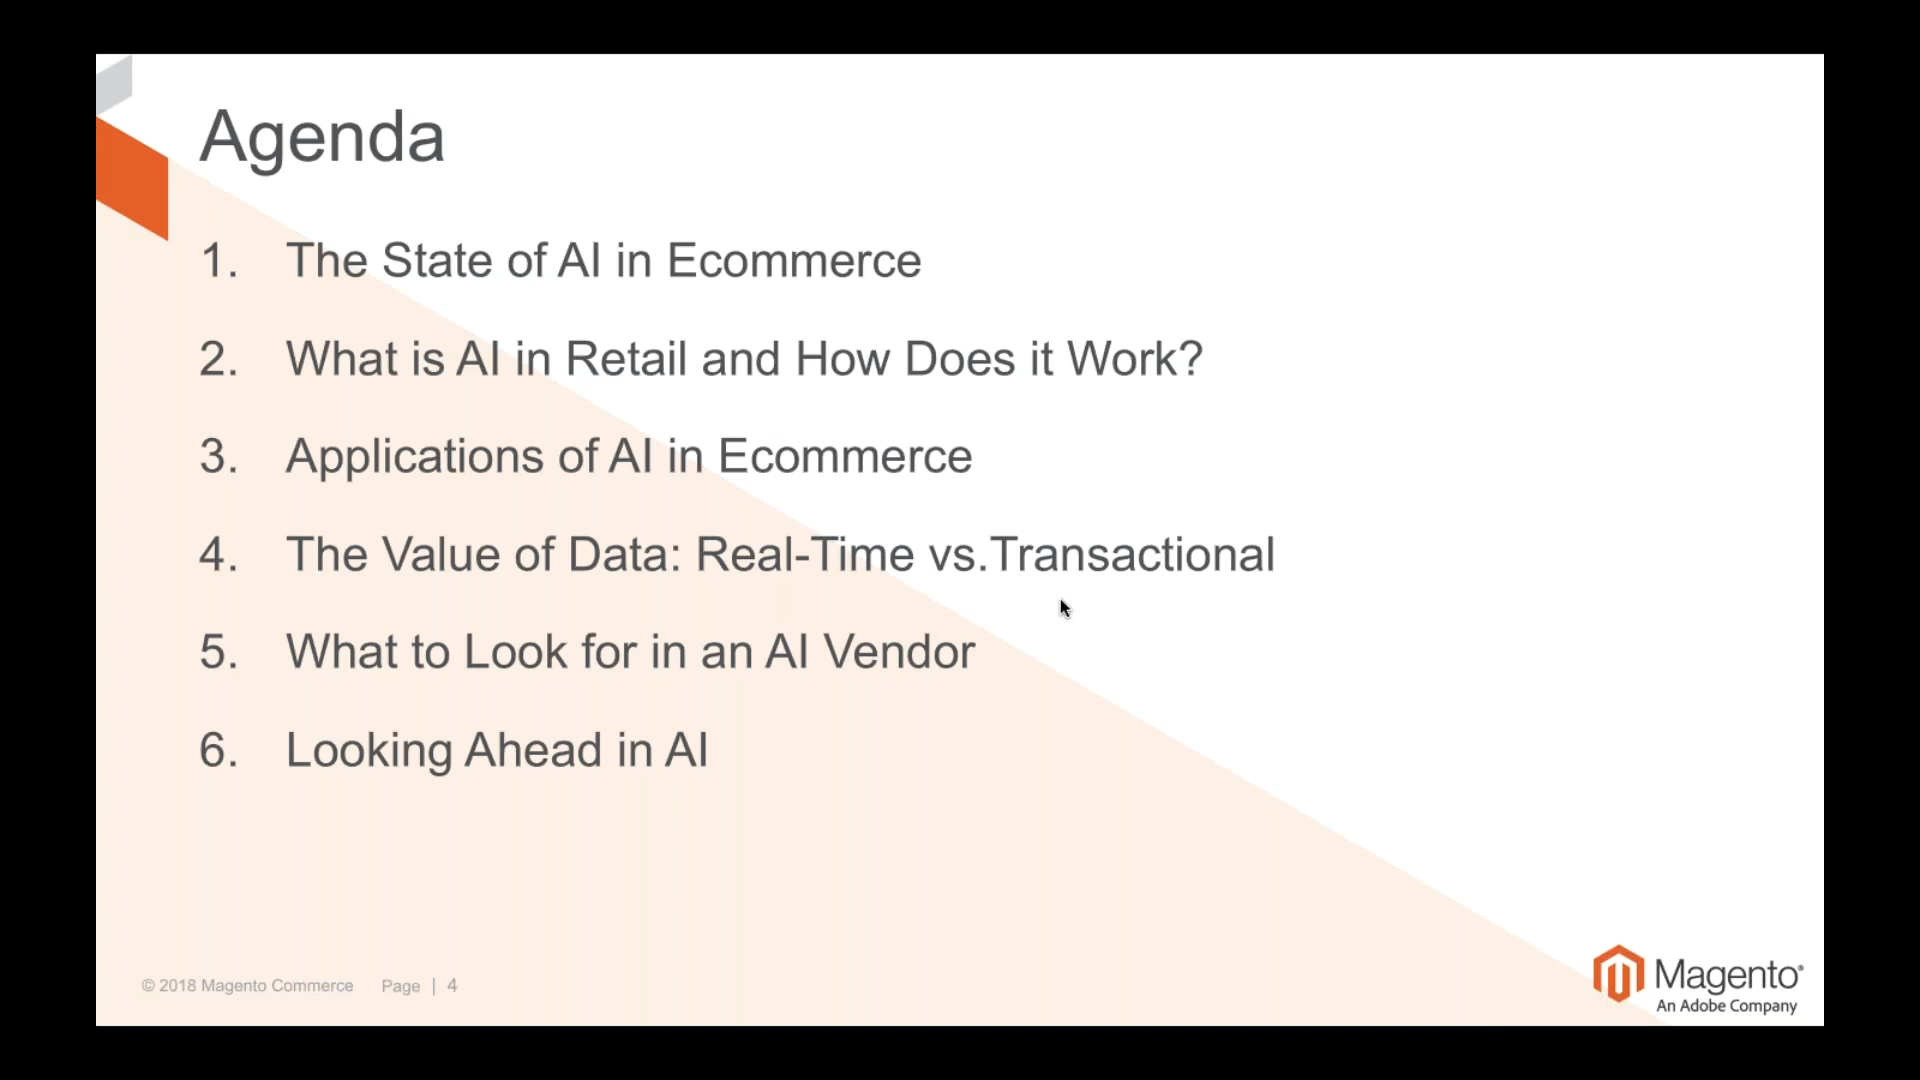 Agenda
1. The State of AI in Ecommerce
2. What is AI in Retail and How Does it Work?
3. Applications of AI in Ecommerce
4. The Value of Data: Real-Time vs.Transactional
5. What to Look for in an AI Vendor
6. Looking Ahead in AI
© 2018 Magento Commerce Page | 4
Magento®
An Adobe Company